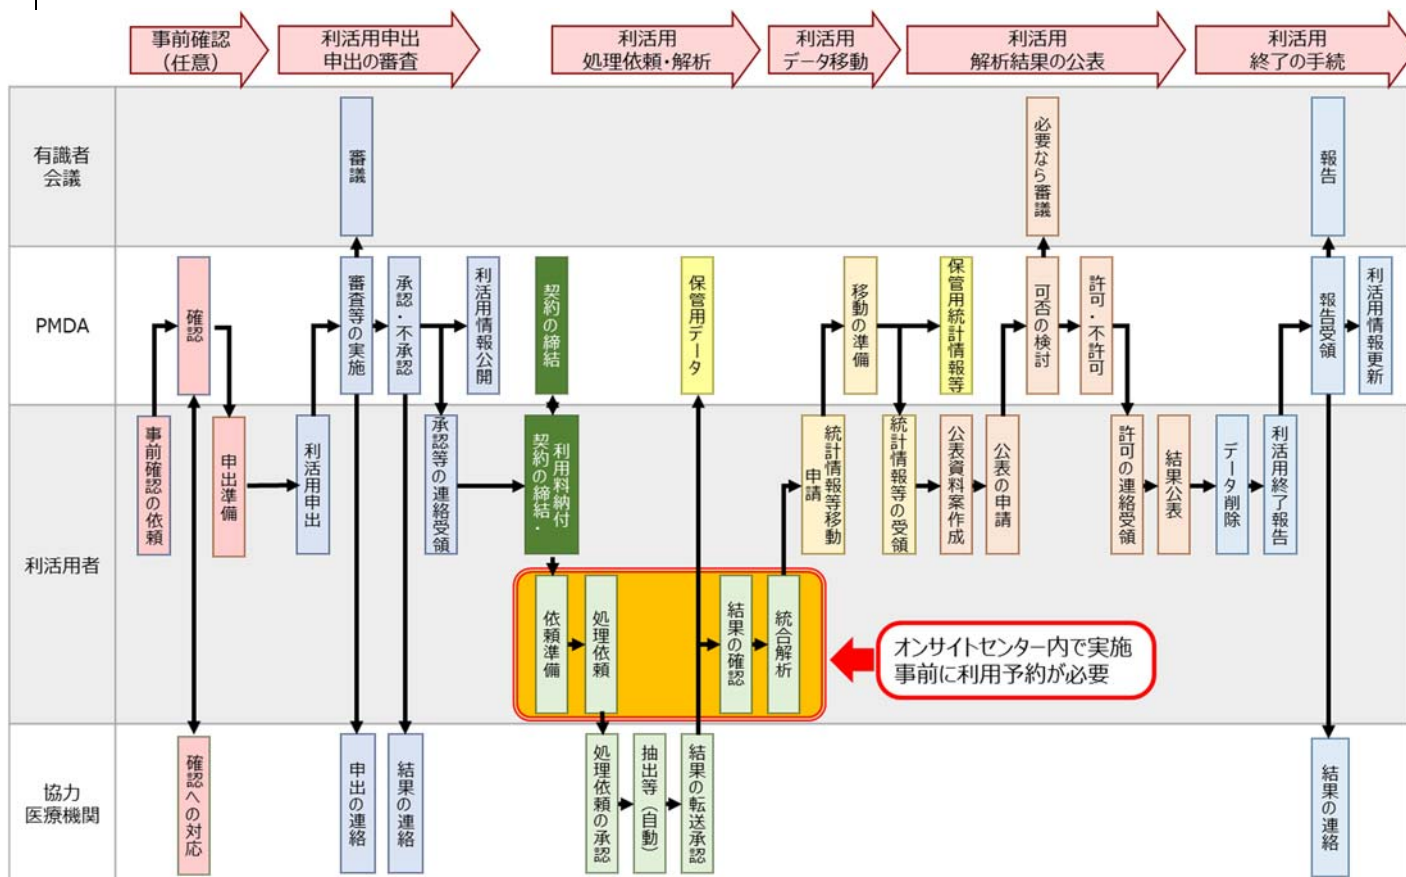 事前確認
（任意）
利活用申出
申出の審査
利活用
処理依頼・解析
利活用
データ移動
利活用
解析結果の公表
利活用
終了の手続
有識者
会議
審議
必要なら審議
報告
PMDA
確認
審査等の実施
承認・不承認
利活用情報公開
契約の締結
保管用データ
移動の準備
保管用統計情報等
可否の検討
許可・不許可
報告受領
利活用情報更新
利活用者
事前確認の依頼
申出準備
利活用申出
承認等の連絡受領
契約の締結・
利用料納付
統計情報等移動
申請
統計情報等の受領
公表資料案作成
公表の申請
許可の連絡受領
結果公表
データ削除
利活用終了報告
依頼準備
処理依頼
結果の確認
統合解析
オンサイトセンター内で実施
事前に利用予約が必要
協力
医療機関
確認への対応
申出の連絡
結果の連絡
処理依頼の承認
抽出等（自動）
結果の転送承認
結果の連絡